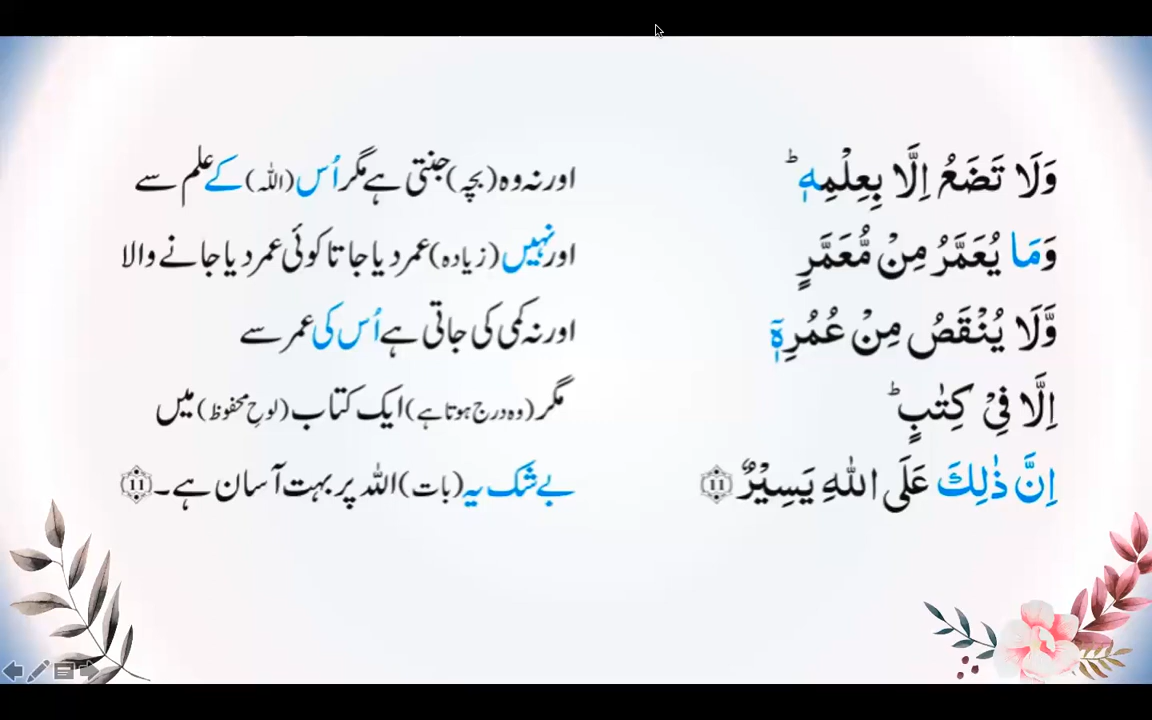 وَلَا تَضَعُ اِلَّا بِعِلْمِهٖ ؕ
اور نہ وہ (بچہ) جنتی ہے مگر اُس (اللہ) کے علم سے
وَمَا يُعَمَّرُ مِنْ مُّعَمَّرٍ
اور نہیں (زیادہ) عمر دیا جاتا کوئی عمر دیا جانے والا
وَّلَا يُنْقَصُ مِنْ عُمُرِهٖۤ
اور نہ کمی کی جاتی ہے اُس کی عمر سے
اِلَّا فِىْ كِتٰبٍ ؕ
مگر (وہ درج ہوتا ہے) ایک کتاب (لوحِ محفوظ) میں
اِنَّ ذٰلِكَ عَلَى اللّٰهِ يَسِيْرٌ ۝۱۱
بے شک یہ (بات) اللہ پر بہت آسان ہے۔ ۝۱۱